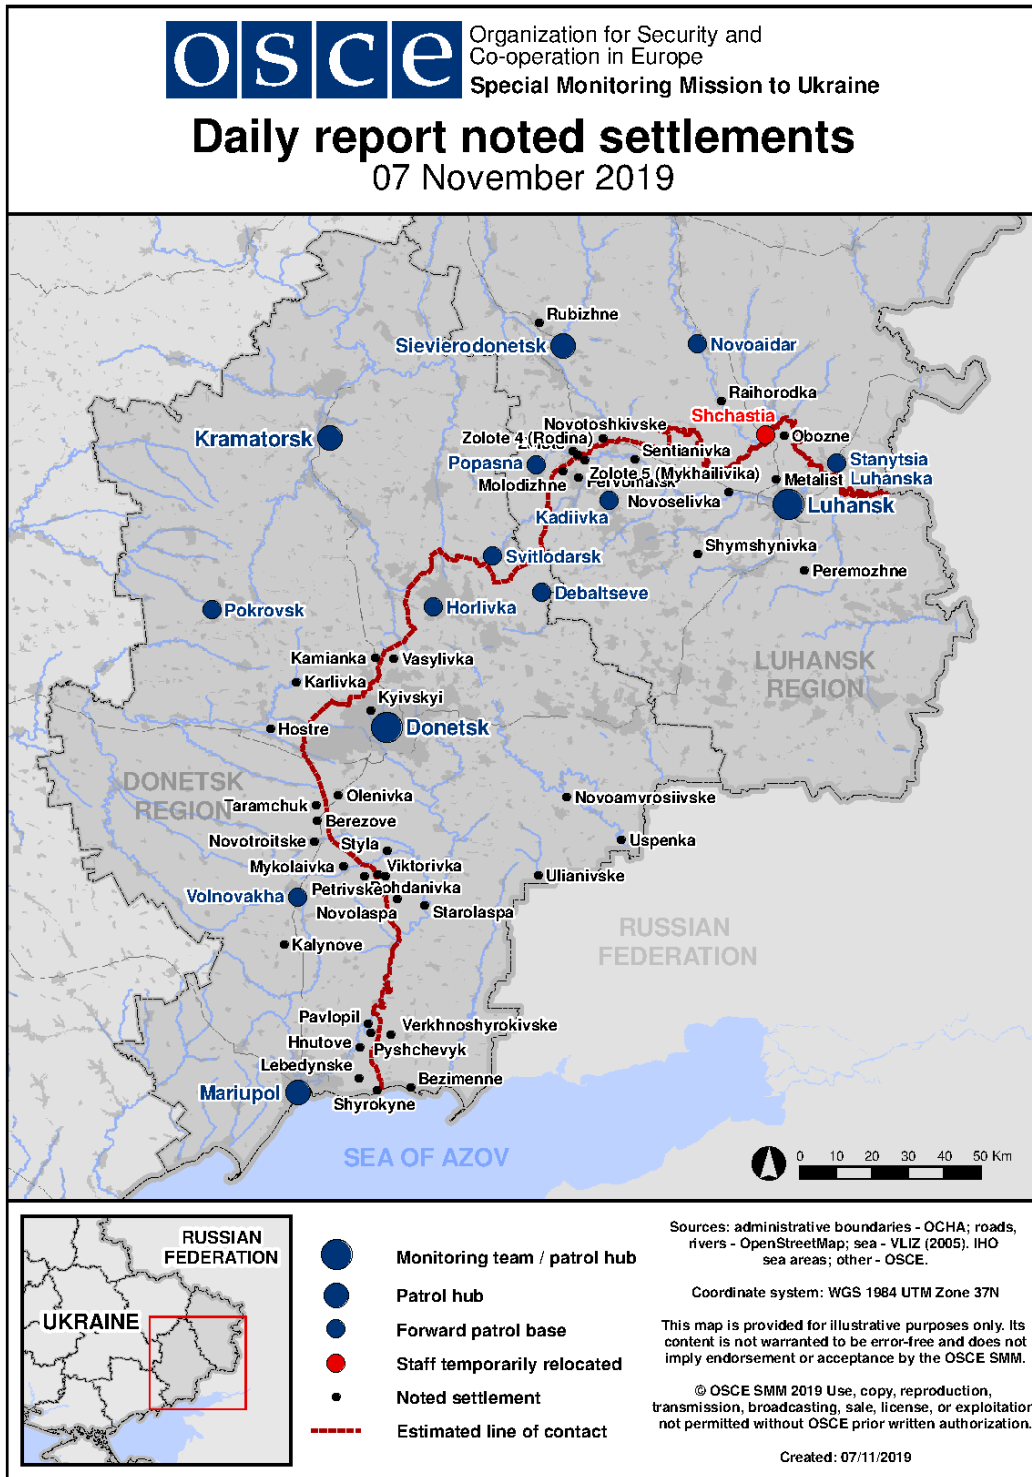 osce
Organization for Security and
Co-operation in Europe
Special Monitoring Mission to Ukraine
Daily report noted settlements
07 November 2019
Rubizhne
Sievierodonetsk
Novoaidar
Raihorodka
Shchastia
Kramatorsk
Novotoshkivske
Obozne
Zolote 4 (Rodina)
Sentianivka
Popasna
Stanytsia
Luhanska
Zolote 5 (Mykhailivika)
Molodizhne
Metalist
Novoselivka
Luhansk
Kadiivka
Shymshynivka
Svitlodarsk
Peremozhne
Debaltseve
Horlivka
Pokrovsk
Kamianka
Vasylivka
LUHANSK
REGION
Karlivka
Kyivskyi
Donetsk
Hostre
DONETSK
REGION
Olenivka
Taramchuk
Novoamvrosiivske
Berezove
Novotroitske
Styla
Uspenka
Mykolaivka
Viktorivka
Ulianivske
Petrivske
Bohdanivka
Volnovakha
Novolaspa
Starolaspa
RUSSIAN
FEDERATION
Kalynove
Pavlopil
Verkhnoshyrokivske
Hnutove
Pyshchevyk
Lebedynske
Bezimenne
Mariupol
Shyrokyne
SEA OF AZOV
0 10 20 30 40 50 Km
RUSSIAN
FEDERATION
UKRAINE
Monitoring team / patrol hub
Patrol hub
Forward patrol base
Staff temporarily relocated
Noted settlement
Estimated line of contact
Sources: administrative boundaries - OCHA; roads,
rivers - OpenStreetMap; sea - VLIZ (2005). IHO
sea areas; other - OSCE.
Coordinate system: WGS 1984 UTM Zone 37N
This map is provided for illustrative purposes only. Its
content is not warranted to be error-free and does not
imply endorsement or acceptance by the OSCE SMM.
© OSCE SMM 2019 Use, copy, reproduction,
transmission, broadcasting, sale, license, or exploitation
not permitted without OSCE prior written authorization.
Created: 07/11/2019